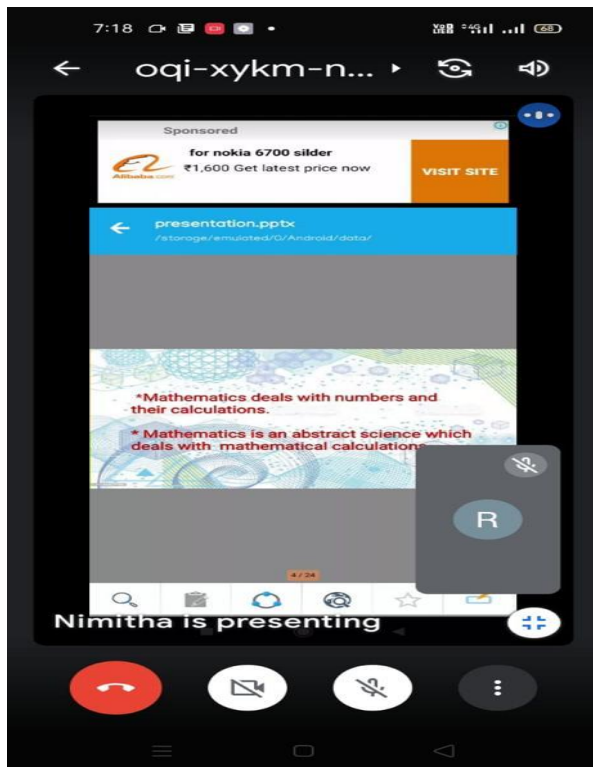 7:18
68
oqi-xykm-n...
Sponsored
for nokia 6700 silder
₹1,600 Get latest price now
Alibaba.com
VISIT SITE
presentation.pptx
/storage/emulated/0/Android/data/
*Mathematics deals with numbers and
their calculations.
* Mathematics is an abstract science which
deals with mathematical calculations
R
4 / 24
Nimitha is presenting